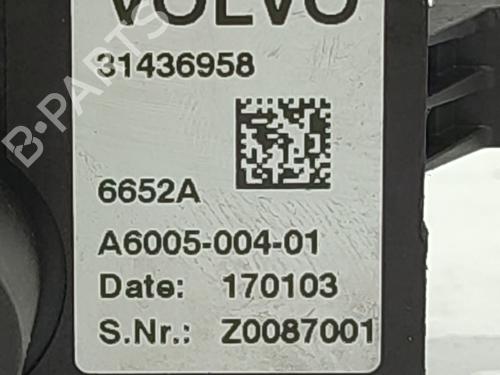 VOLVO
31436958
6652A
A6005-004-01
Date: 170103
S.Nr.: Z0087001
B-PARTS